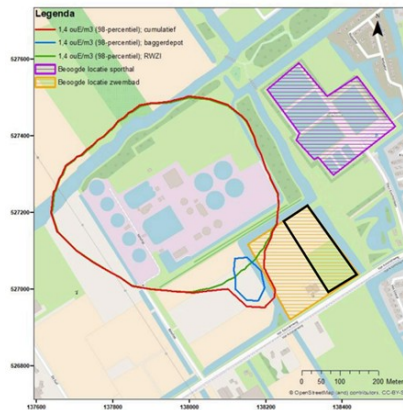 Legenda
1,4 ouE/m3 (98-percentiel); cumulatief
1,4 ouE/m3 (98-percentiel); baggerdepot
1,4 ouE/m3 (98-percentiel); RWZI
Beoogde locatie sporthal
Beoogde locatie zwembad
527600
527400
527200
527000
526800
137600
137800
138000
138200
138400
0
50
100
200 Meter
© OpenStreetMap (and) contributors, CC-BY-